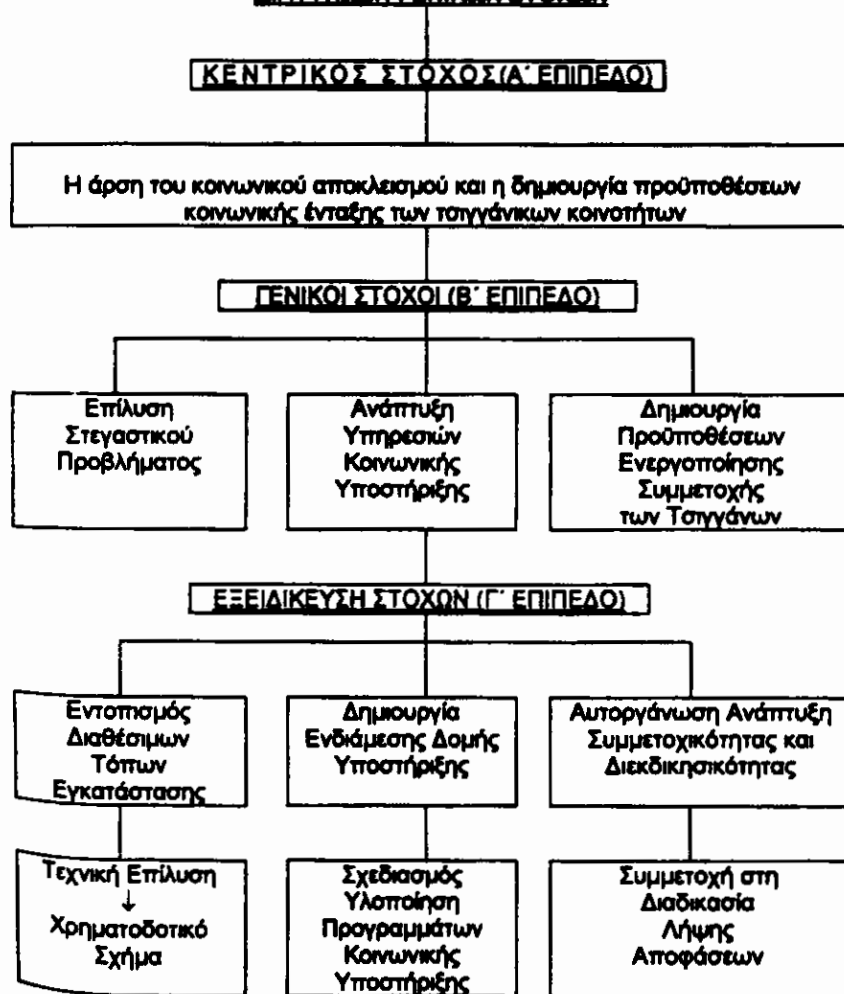 ΚΕΝΤΡΙΚΟΣ ΣΤΟΧΟΣ(Α΄ ΕΠΙΠΕΔΟ)
Η άρση του κοινωνικού αποκλεισμού και η δημιουργία προϋποθέσεων
κοινωνικής ένταξης των τσιγγάνικων κοινοτήτων
ΓΕΝΙΚΟΙ ΣΤΟΧΟΙ (Β΄ ΕΠΙΠΕΔΟ)
Επίλυση
Στεγαστικού
Προβλήματος
Ανάπτυξη
Υπηρεσιών
Κοινωνικής
Υποστήριξης
Δημιουργία
Προϋποθέσεων
Ενεργοποίησης
Συμμετοχής
των Τσιγγάνων
ΕΞΕΙΔΙΚΕΥΣΗ ΣΤΟΧΩΝ (Γ΄ ΕΠΙΠΕΔΟ)
Εντοπισμός
Διαθέσιμων
Τόπων
Εγκατάστασης
Δημιουργία
Ενδιάμεσης Δομής
Υποστήριξης
Αυτοργάνωση Ανάπτυξη
Συμμετοχικότητας και
Διεκδικησικότητας
Τεχνική Επίλυση
↓
Χρηματοδοτικό
Σχήμα
Σχεδιασμός
Υλοποίηση
Προγραμμάτων
Κοινωνικής
Υποστήριξης
Συμμετοχή στη
Διαδικασία
Λήψης
Αποφάσεων